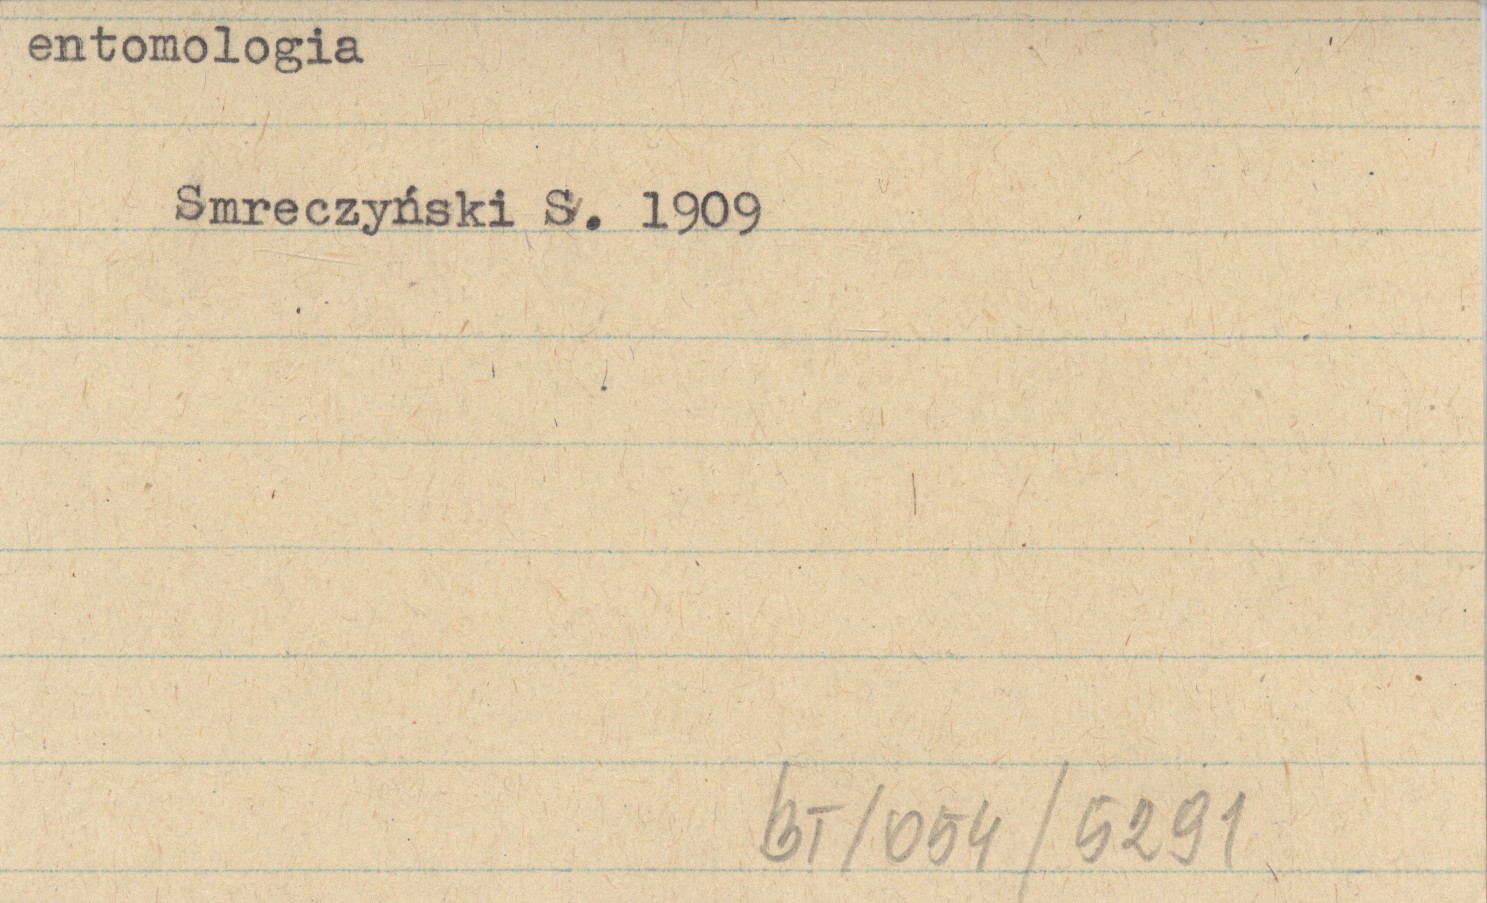 entomologia
Smreczyński S. 1909
BT/054/5291